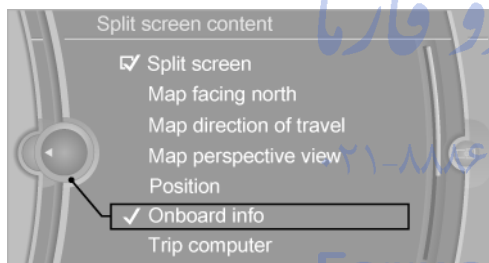 Split screen content
Split screen
Map facing north
Map direction of travel
Map perspective view
Position
Onboard info
Trip computer